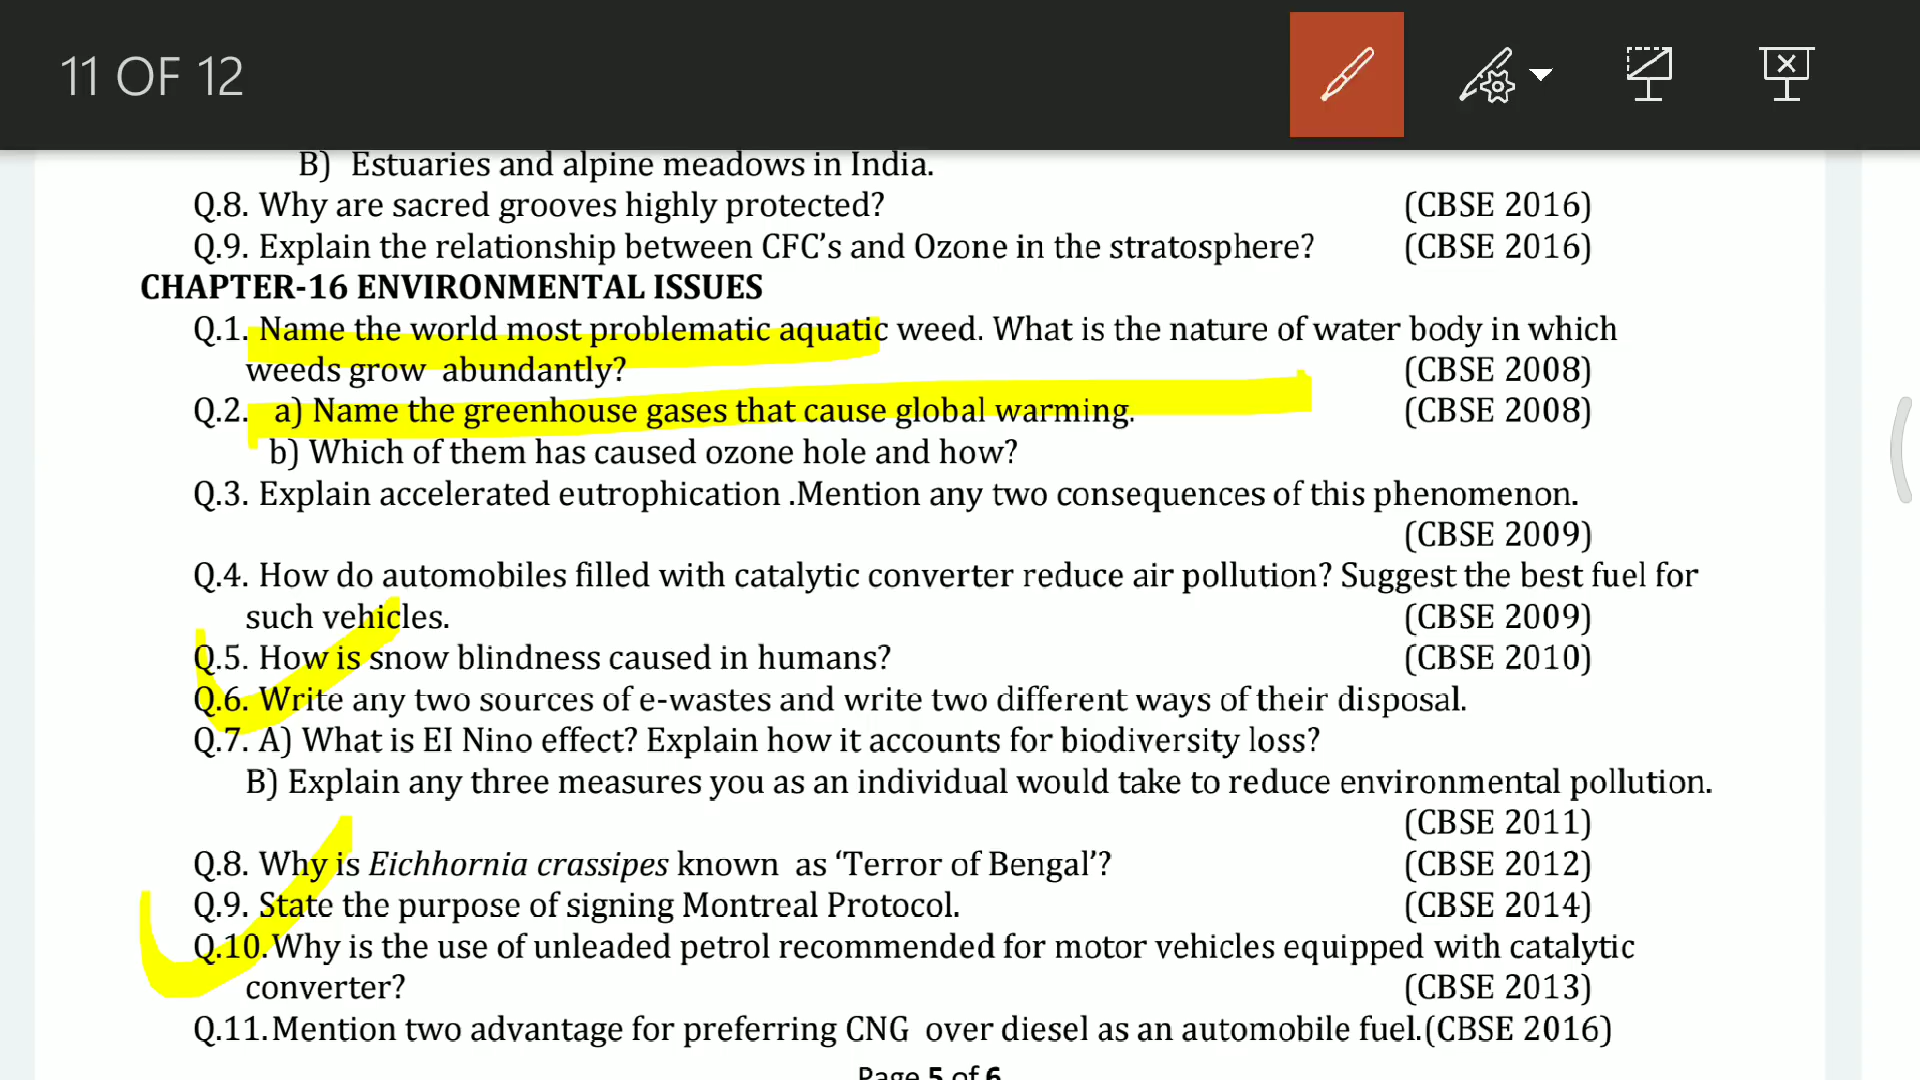 11 OF 12
B) Estuaries and alpine meadows in India.
Q.8. Why are sacred grooves highly protected? (CBSE 2016)
Q.9. Explain the relationship between CFC's and Ozone in the stratosphere? (CBSE 2016)
CHAPTER-16 ENVIRONMENTAL ISSUES
Q.1. Name the world most problematic aquatic weed. What is the nature of water body in which
weeds grow abundantly? (CBSE 2008)
Q.2. a) Name the greenhouse gases that cause global warming. (CBSE 2008)
b) Which of them has caused ozone hole and how?
Q.3. Explain accelerated eutrophication .Mention any two consequences of this phenomenon.
(CBSE 2009)
Q.4. How do automobiles filled with catalytic converter reduce air pollution? Suggest the best fuel for
such vehicles. (CBSE 2009)
Q.5. How is snow blindness caused in humans? (CBSE 2010)
Q.6. Write any two sources of e-wastes and write two different ways of their disposal.
Q.7. A) What is EI Nino effect? Explain how it accounts for biodiversity loss?
B) Explain any three measures you as an individual would take to reduce environmental pollution.
(CBSE 2011)
Q.8. Why is Eichhornia crassipes known as ‘Terror of Bengal’? (CBSE 2012)
Q.9. State the purpose of signing Montreal Protocol. (CBSE 2014)
Q.10.Why is the use of unleaded petrol recommended for motor vehicles equipped with catalytic
converter? (CBSE 2013)
Q.11.Mention two advantage for preferring CNG over diesel as an automobile fuel.(CBSE 2016)
Page 5 of 6